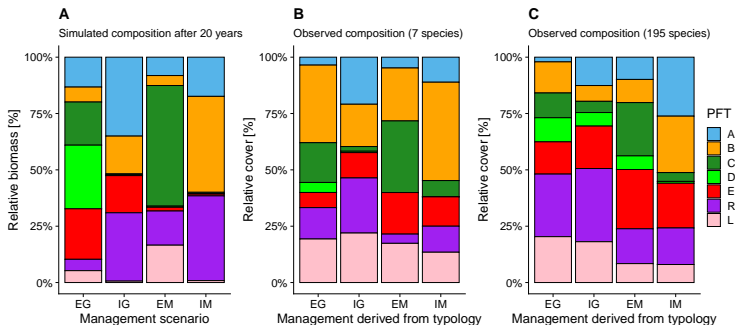 A
Simulated composition after 20 years
100%
75%
50%
25%
0%
Relative biomass [%]
EG IG EM IM
Management scenario
B
Observed composition (7 species)
100%
75%
50%
25%
0%
Relative cover [%]
EG IG EM IM
Management derived from typology
C
Observed composition (195 species)
100%
75%
50%
25%
0%
Relative cover [%]
EG IG EM IM
Management derived from typology
PFT
A
B
C
D
E
R
L